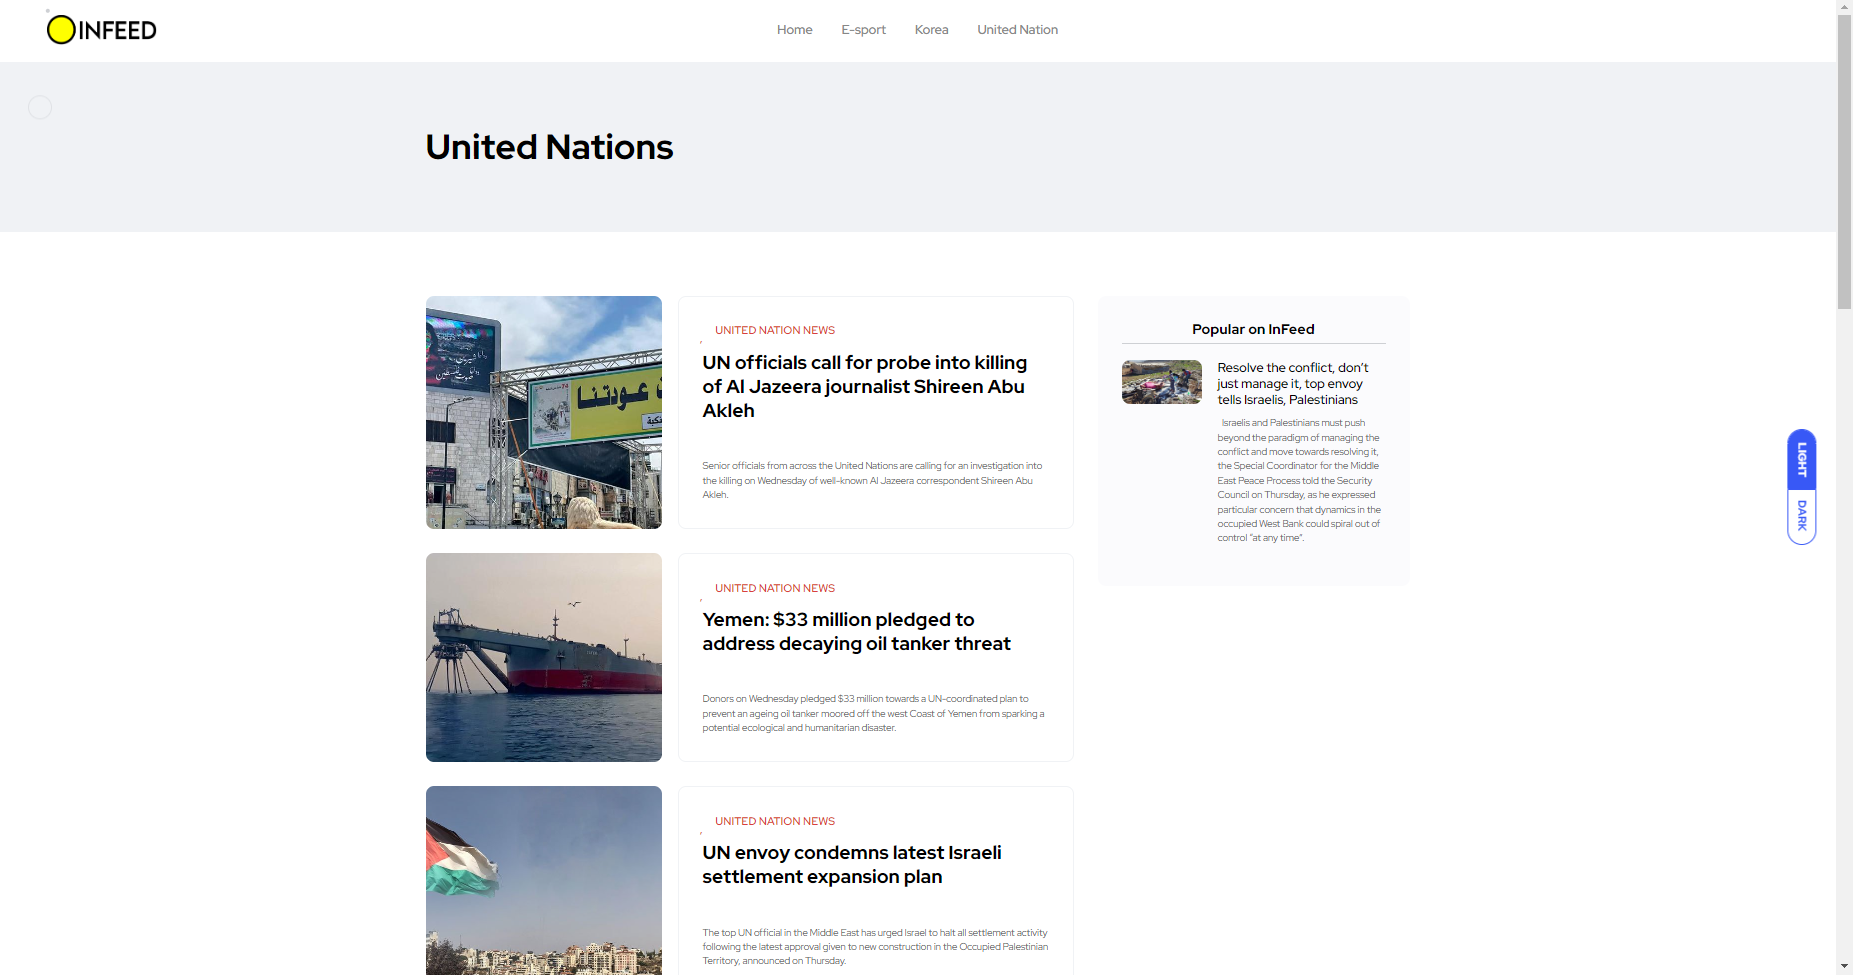 INFEED
Home
E-sport
Korea
United Nation
United Nations
عودتنا
UNITED NATION NEWS
UN officials call for probe into killing
of Al Jazeera journalist Shireen Abu
Akleh
Senior officials from across the United Nations are calling for an investigation into
the killing on Wednesday of well-known Al Jazeera correspondent Shireen Abu
Akleh.
UNITED NATION NEWS
Yemen: $33 million pledged to
address decaying oil tanker threat
Donors on Wednesday pledged $33 million towards a UN-coordinated plan to
prevent an ageing oil tanker moored off the west Coast of Yemen from sparking a
potential ecological and humanitarian disaster.
UNITED NATION NEWS
UN envoy condemns latest Israeli
settlement expansion plan
The top UN official in the Middle East has urged Israel to halt all settlement activity
following the latest approval given to new construction in the Occupied Palestinian
Territory, announced on Thursday.
Popular on InFeed
Resolve the conflict, don’t
just manage it, top envoy
tells Israelis, Palestinians
Israelis and Palestinians must push
beyond the paradigm of managing the
conflict and move towards resolving it,
the Special Coordinator for the Middle
East Peace Process told the Security
Council on Thursday, as he expressed
particular concern that dynamics in the
occupied West Bank could spiral out of
control “at any time”.
LIGHT
DARK